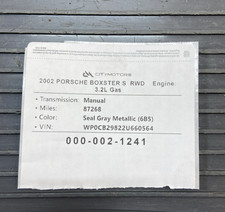 2002 PORSCHE BOXSTER S RWD Engine:
3.2L Gas
• Transmission: Manual
• Miles: 87268
• Color: Seal Gray Metallic (6B5)
• VIN: WP0CB29822U660564
000-002-1241